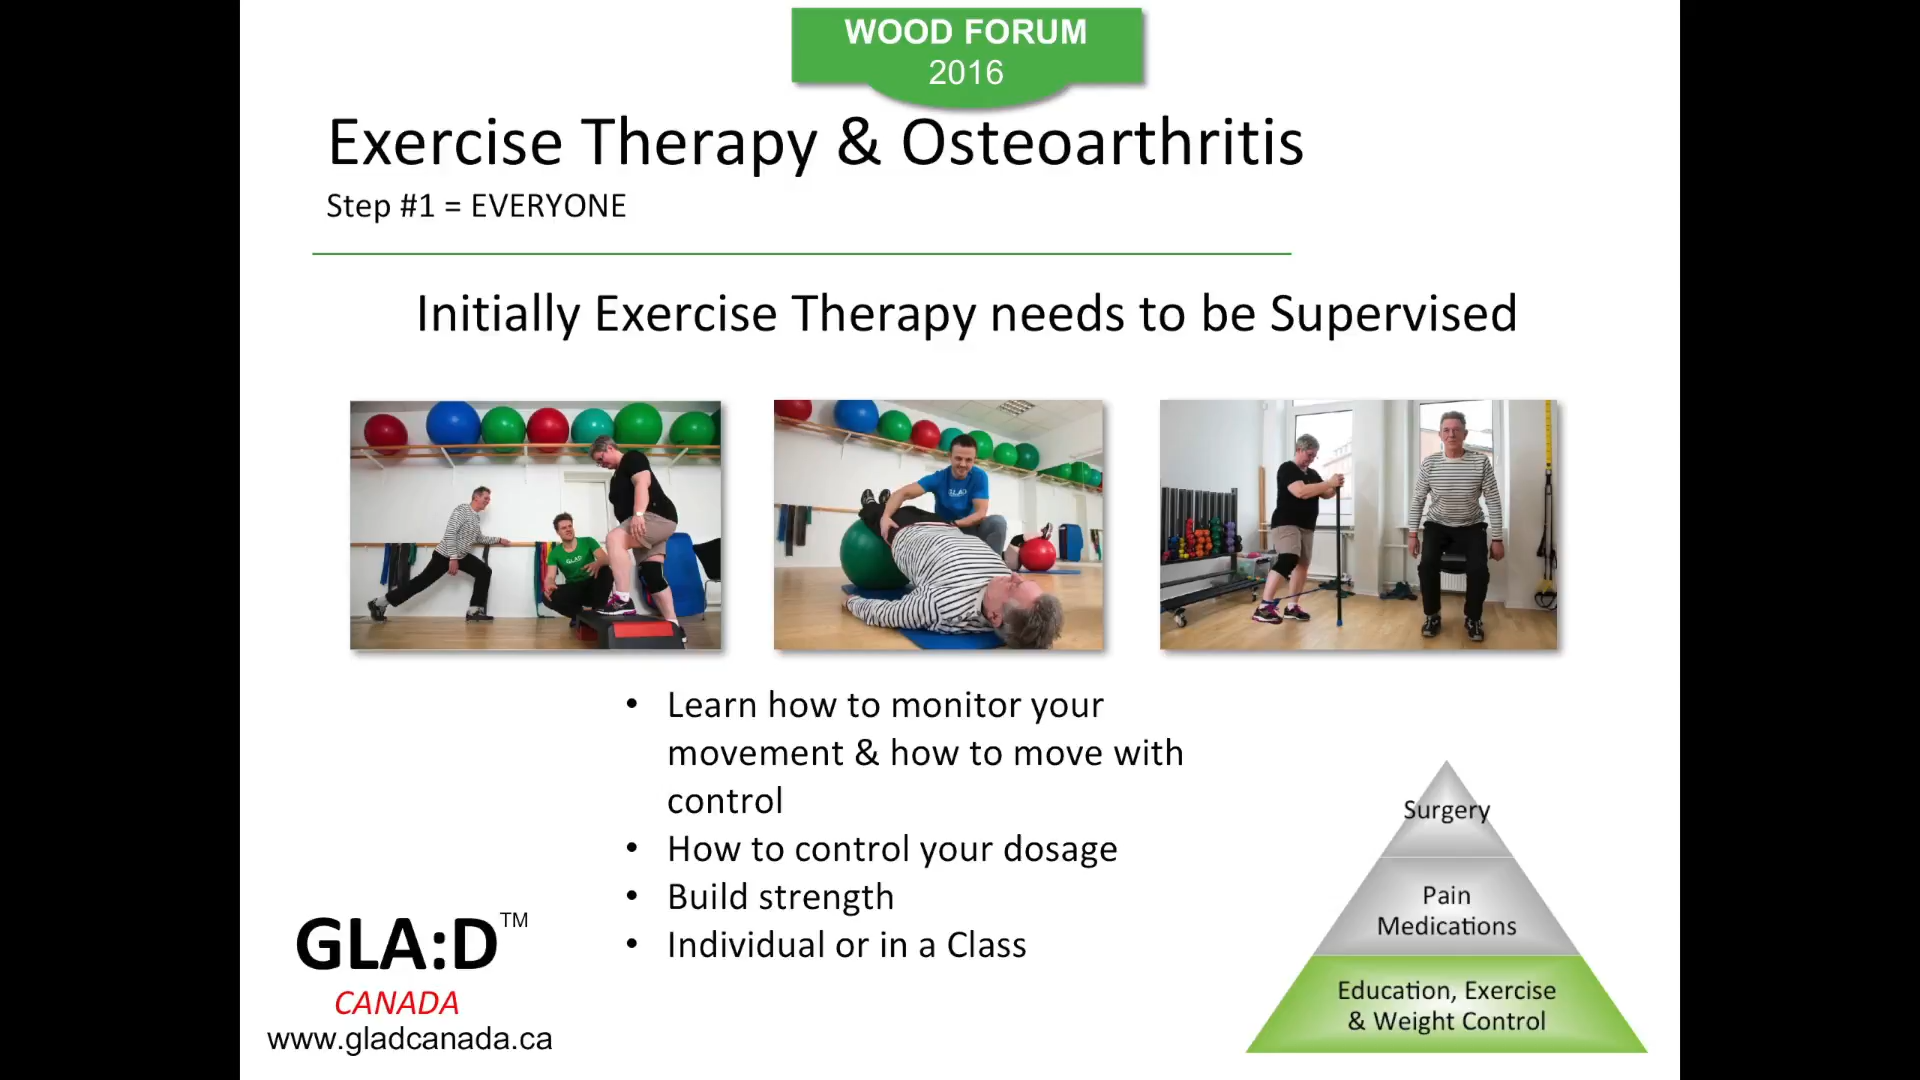 WOOD FORUM
2016
Exercise Therapy & Osteoarthritis
Step #1 = EVERYONE
Initially Exercise Therapy needs to be Supervised
GLA:D
GLA:D
• Learn how to monitor your
movement & how to move with
control
• How to control your dosage
• Build strength
• Individual or in a Class
GLA:D™
CANADA
www.gladcanada.ca
Surgery
Pain
Medications
Education, Exercise
& Weight Control